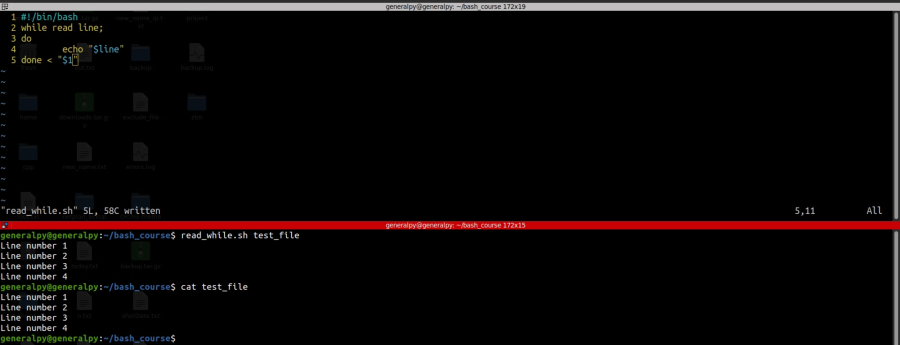 generalpy@generalpy: ~/bash_course 172x19
1 #!/bin/bash
2 while read line;
3 do
4         echo "$line"
5 done < "$1"
~
~
~
~
~
~
~
~
~
~
~
~
~
"read_while.sh" 5L, 58C written 5,11 All
generalpy@generalpy: ~/bash_course 172x15
generalpy@generalpy:~/bash_course$ read_while.sh test_file
Line number 1
Line number 2
Line number 3
Line number 4
generalpy@generalpy:~/bash_course$ cat test_file
Line number 1
Line number 2
Line number 3
Line number 4
generalpy@generalpy:~/bash_course$